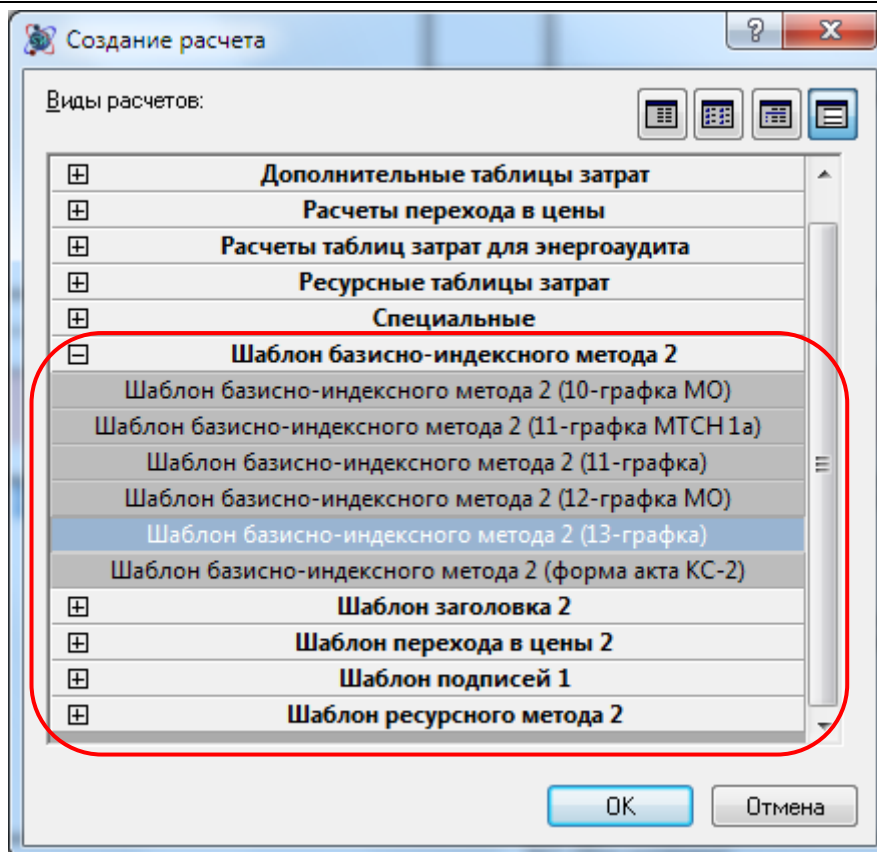 Создание расчета
Виды расчетов:
Дополнительные таблицы затрат
Расчеты перехода в цены
Расчеты таблиц затрат для энергоаудита
Ресурсные таблицы затрат
Специальные
Шаблон базисно-индексного метода 2
Шаблон базисно-индексного метода 2 (10-графка МО)
Шаблон базисно-индексного метода 2 (11-графка МТСН 1а)
Шаблон базисно-индексного метода 2 (11-графка)
Шаблон базисно-индексного метода 2 (12-графка МО)
Шаблон базисно-индексного метода 2 (13-графка)
Шаблон базисно-индексного метода 2 (форма акта КС-2)
Шаблон заголовка 2
Шаблон перехода в цены 2
Шаблон подписей 1
Шаблон ресурсного метода 2
OK Отмена